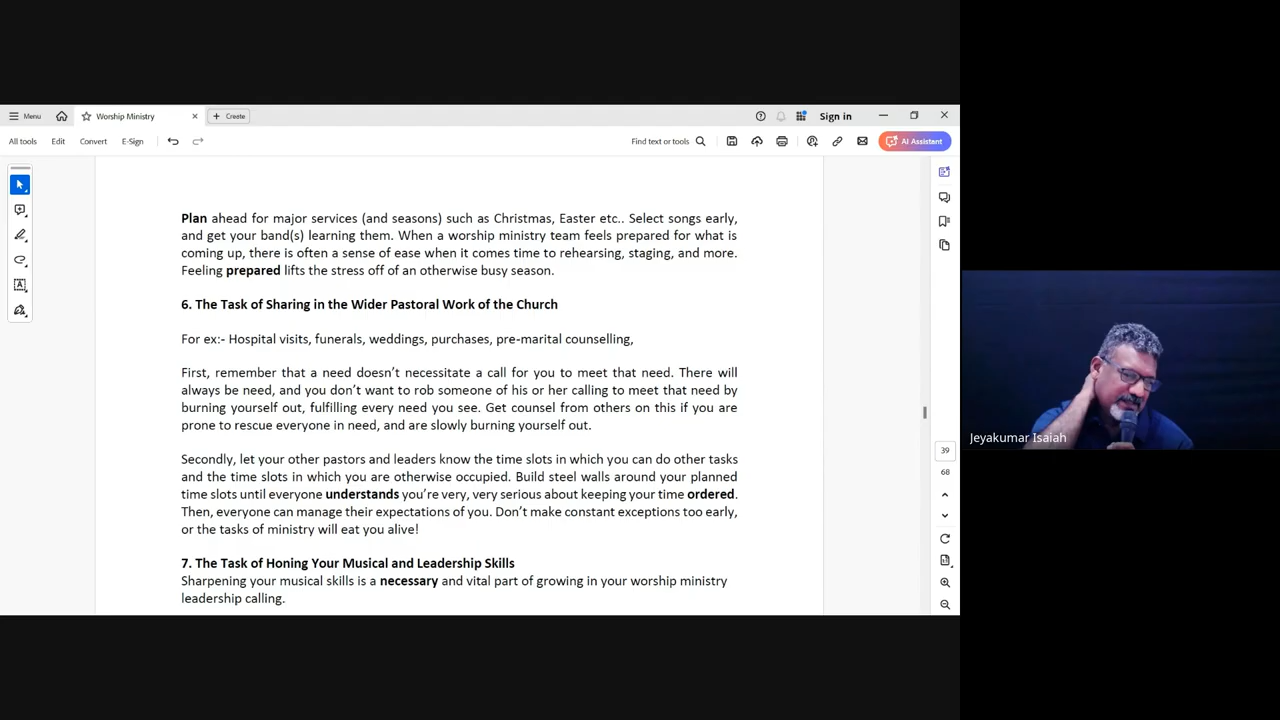 Menu
Worship Ministry
Create
Sign in
All tools
Edit
Convert
E-Sign
Find text or tools
AI Assistant
Plan ahead for major services (and seasons) such as Christmas, Easter etc.. Select songs early,
and get your band(s) learning them. When a worship ministry team feels prepared for what is
coming up, there is often a sense of ease when it comes time to rehearsing, staging, and more.
Feeling prepared lifts the stress off of an otherwise busy season.
6. The Task of Sharing in the Wider Pastoral Work of the Church
For ex:- Hospital visits, funerals, weddings, purchases, pre-marital counselling,
First, remember that a need doesn’t necessitate a call for you to meet that need. There will
always be need, and you don’t want to rob someone of his or her calling to meet that need by
burning yourself out, fulfilling every need you see. Get counsel from others on this if you are
prone to rescue everyone in need, and are slowly burning yourself out.
Secondly, let your other pastors and leaders know the time slots in which you can do other tasks
and the time slots in which you are otherwise occupied. Build steel walls around your planned
time slots until everyone understands you’re very, very serious about keeping your time ordered.
Then, everyone can manage their expectations of you. Don’t make constant exceptions too early,
or the tasks of ministry will eat you alive!
7. The Task of Honing Your Musical and Leadership Skills
Sharpening your musical skills is a necessary and vital part of growing in your worship ministry
leadership calling.
39
68
Jeyakumar Isaiah